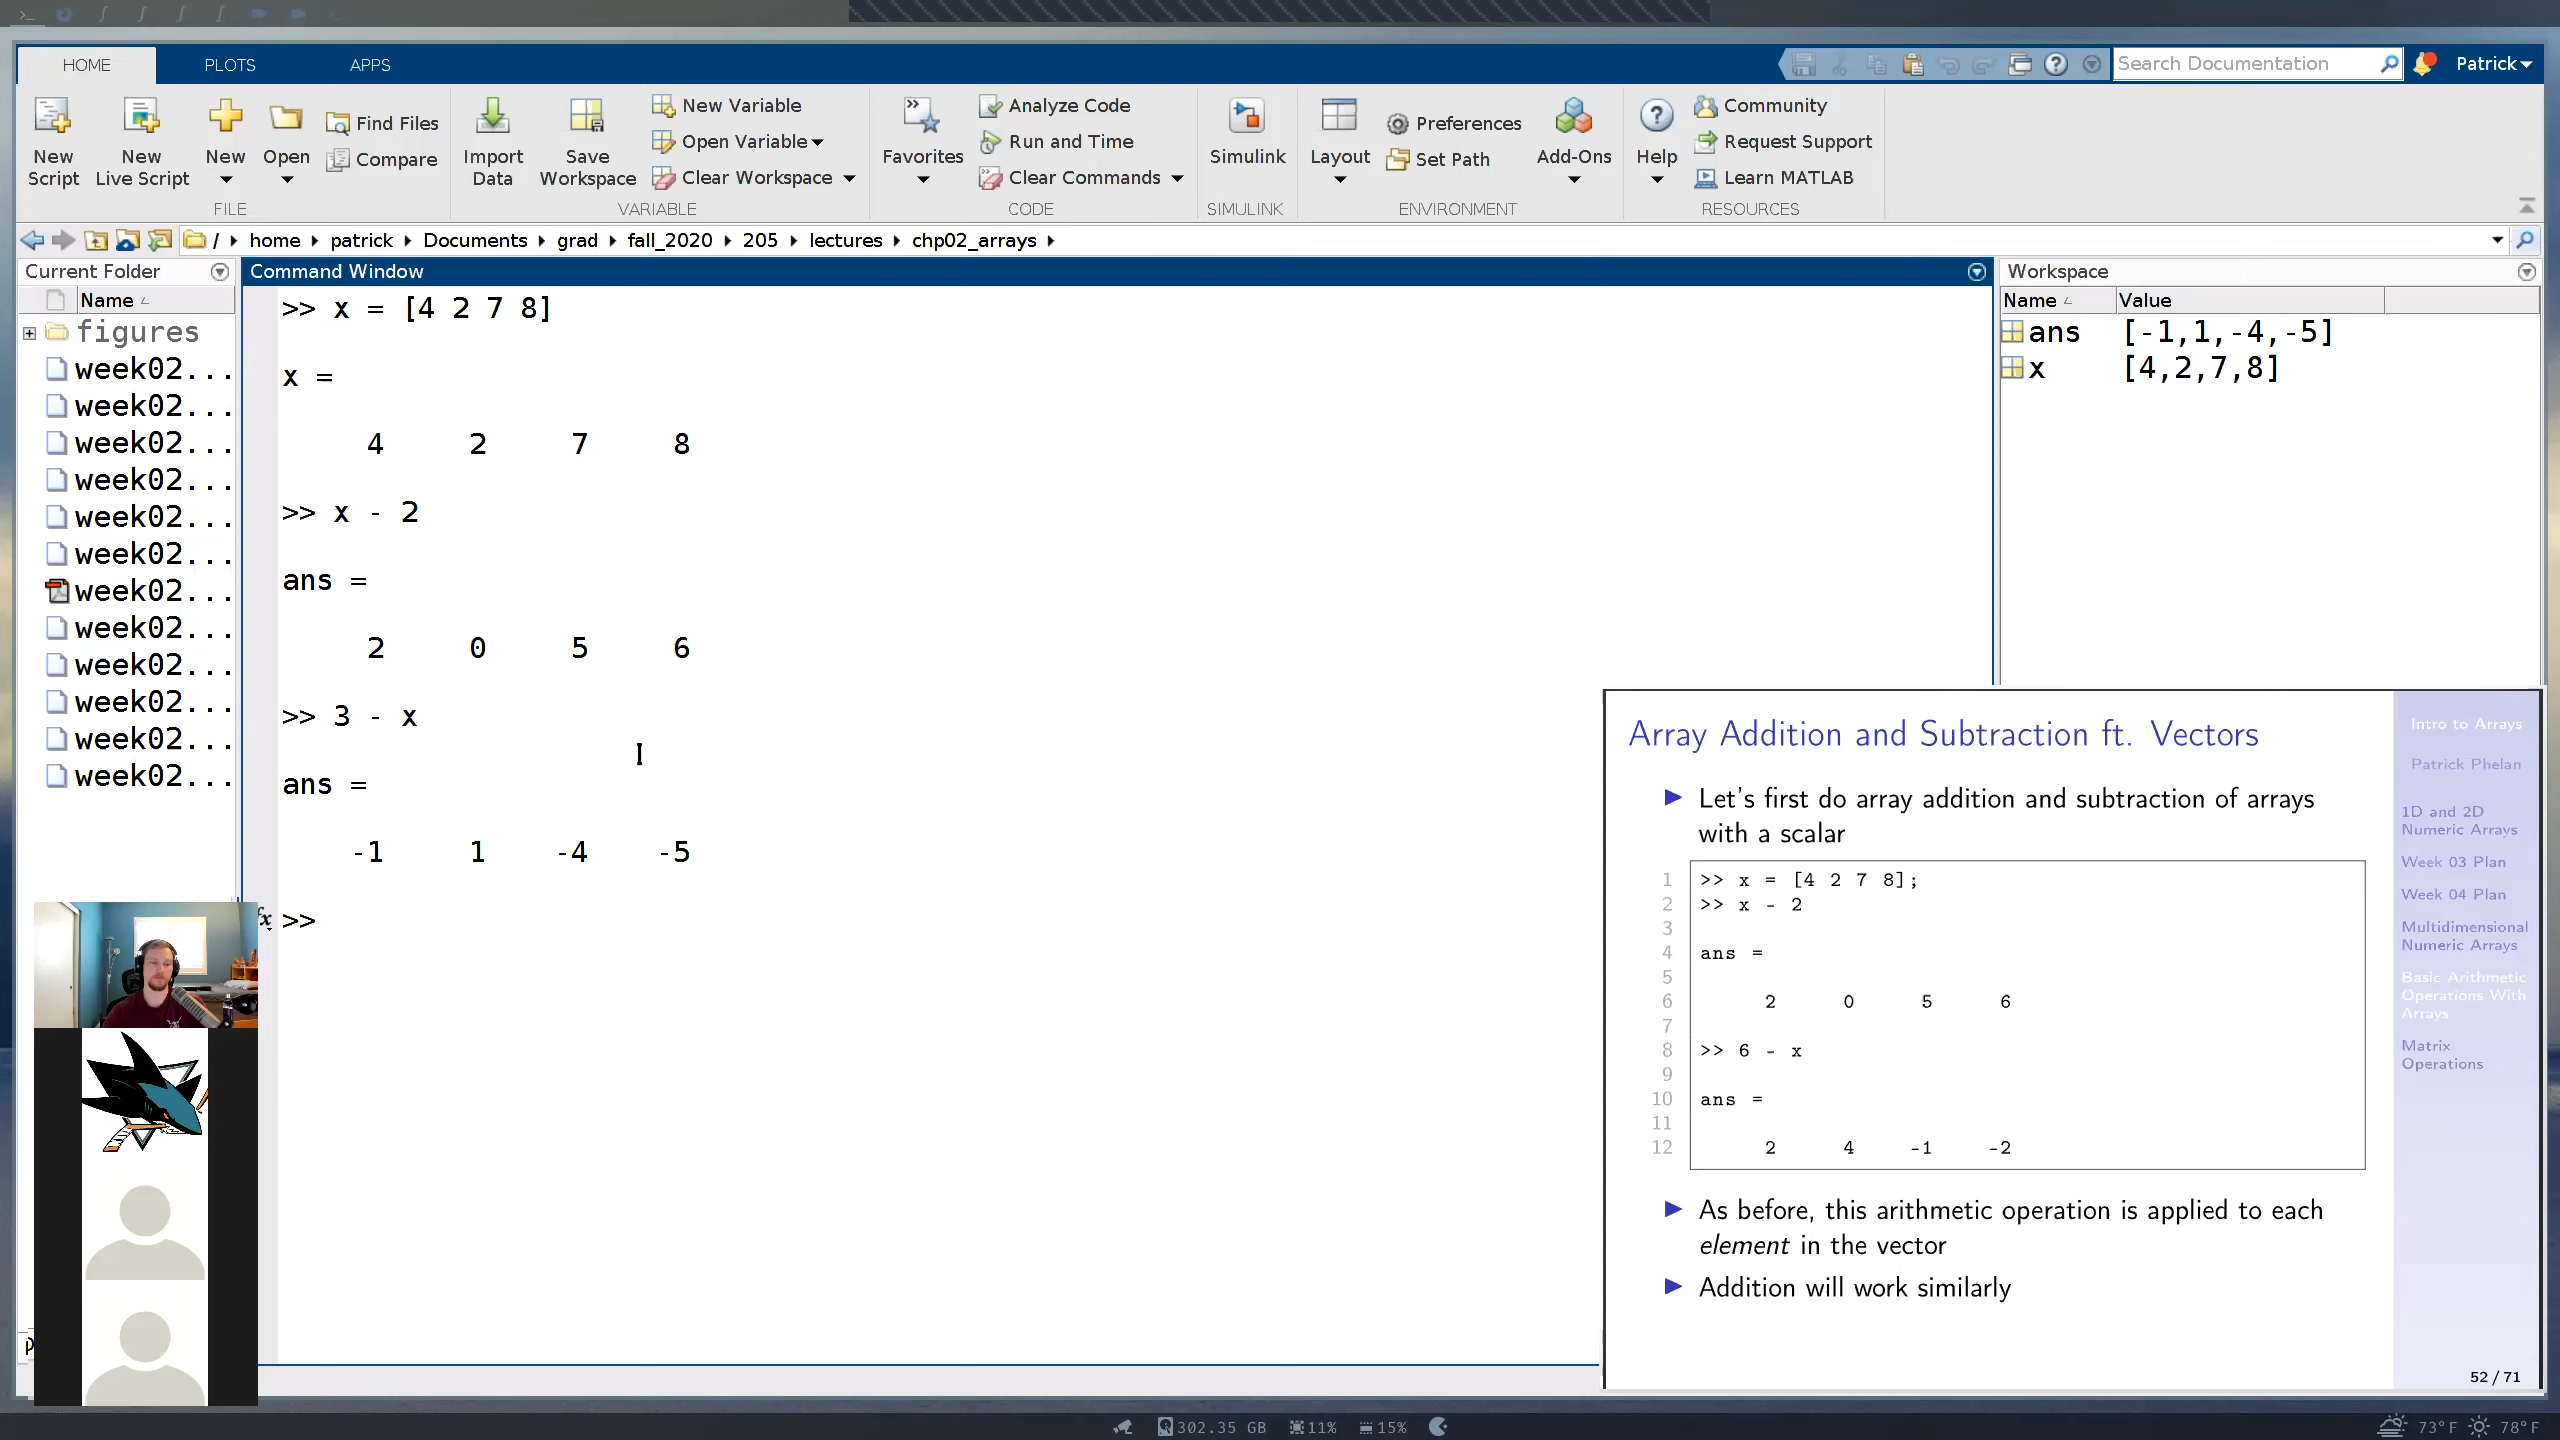 HOME PLOTS APPS
Search Documentation
Patrick
New Script
New Live Script
New
Open
Find Files
Compare
FILE
Import Data
Save Workspace
New Variable
Open Variable
Clear Workspace
VARIABLE
Favorites
Analyze Code
Run and Time
Clear Commands
CODE
Simulink
SIMULINK
Layout
Preferences
Set Path
Add-Ons
ENVIRONMENT
Help
Community
Request Support
Learn MATLAB
RESOURCES
/ home patrick Documents grad fall_2020 205 lectures chp02_arrays
Current Folder
Name
figures
week02...
week02...
week02...
week02...
week02...
week02...
week02...
week02...
week02...
week02...
week02...
week02...
Command Window
>> x = [4 2 7 8]
x =
4 2 7 8
>> x - 2
ans =
2 0 5 6
>> 3 - x
ans =
-1 1 -4 -5
fx >>
Workspace
Name Value
ans [-1,1,-4,-5]
x [4,2,7,8]
Array Addition and Subtraction ft. Vectors
Let's first do array addition and subtraction of arrays
with a scalar
1 >> x = [4 2 7 8];
2 >> x - 2
3
4 ans =
5
6 2 0 5 6
7
8 >> 6 - x
9
10 ans =
11
12 2 4 -1 -2
As before, this arithmetic operation is applied to each
element in the vector
Addition will work similarly
Intro to Arrays
Patrick Phelan
1D and 2D
Numeric Arrays
Week 03 Plan
Week 04 Plan
Multidimensional
Numeric Arrays
Basic Arithmetic
Operations With
Arrays
Matrix
Operations
52 / 71
302.35 GB 11% 15%
73°F 78°F